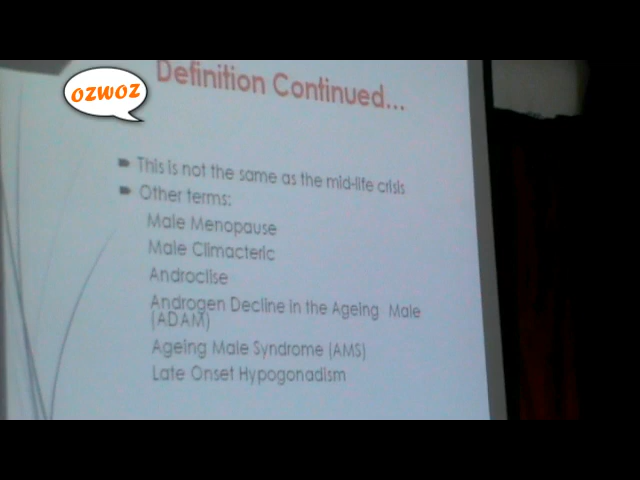 ozwoz
Definition Continued...
This is not the same as the mid-life crisis
Other terms:
Male Menopause
Male Climacteric
Androclise
Androgen Decline in the Ageing Male
(ADAM)
Ageing Male Syndrome (AMS)
Late Onset Hypogonadism